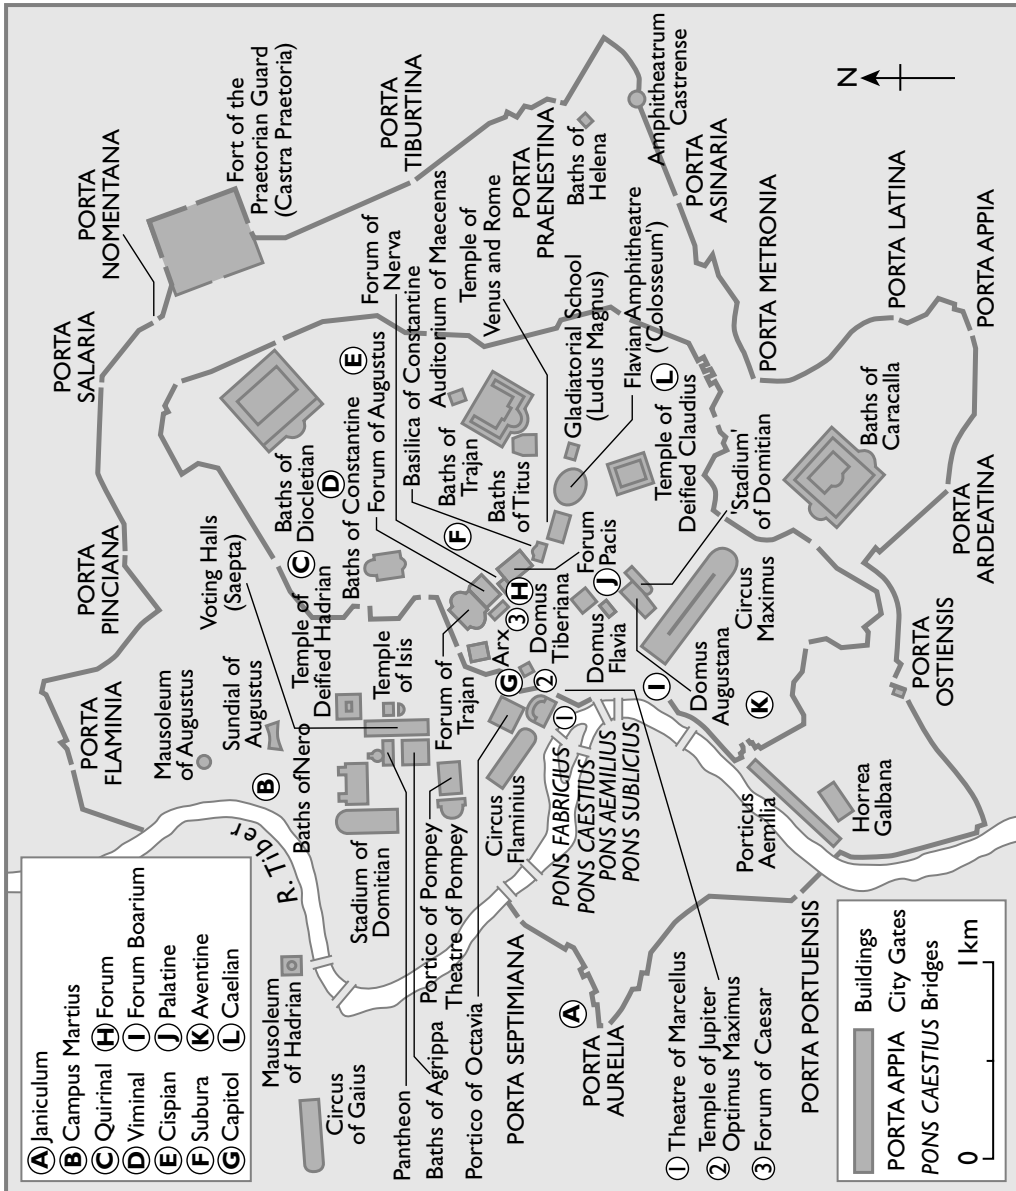 A Janiculum
B Campus Martius
C Quirinal H Forum
D Viminal I Forum Boarium
E Cispian J Palatine
F Subura K Aventine
G Capitol L Caelian
PORTA
FLAMINIA
PORTA
PINCIANA
PORTA
SALARIA
PORTA
NOMENTANA
Fort of the
Praetorian Guard
(Castra Praetoria)
PORTA
TIBURTINA
Mausoleum
of Augustus
Sundial of
Augustus
Voting Halls
(Saepta)
Temple of
Deified Hadrian
C
Baths of
Diocletian
D
Baths of Constantine
Forum of Augustus
E
Forum of
Nerva
Basilica of Constantine
Auditorium of Maecenas
Temple of
Venus and Rome
PORTA
PRAENESTINA
Baths of
Helena
Amphitheatrum
Castrense
N
R. Tiber
B
Baths of Nero
Temple
of Isis
Forum of
Trajan
F
Baths of
Trajan
Baths
of Titus
Gladiatorial School
(Ludus Magnus)
Flavian Amphitheatre
('Colosseum')
L
Temple of
Deified Claudius
PORTA
ASINARIA
PORTA METRONIA
PORTA LATINA
PORTA APPIA
Mausoleum
of Hadrian
Circus
of Gaius
Stadium of
Domitian
Pantheon
Baths of Agrippa
Portico of Pompey
Theatre of Pompey
Portico of Octavia
Circus
Flaminius
G
Arx
2
3
H
Domus
Tiberiana
Forum
Pacis
J
Domus
Flavia
'Stadium'
of Domitian
Domus
Augustana
Circus
Maximus
Baths of
Caracalla
PORTA
ARDEATINA
1
I
K
PONS FABRICIUS
PONS CAESTIUS
PONS AEMILIUS
PONS SUBLICIUS
PORTA
OSTIENSIS
Porticus
Aemilia
Horrea
Galbana
PORTA SEPTIMIANA
A
PORTA
AURELIA
PORTA PORTUENSIS
1 Theatre of Marcellus
2 Temple of Jupiter
Optimus Maximus
3 Forum of Caesar
Buildings
PORTA APPIA City Gates
PONS CAESTIUS Bridges
0 1km